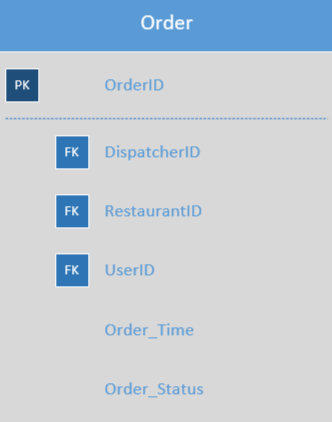 Order
PK OrderID
FK DispatcherID
FK RestaurantID
FK UserID
Order_Time
Order_Status